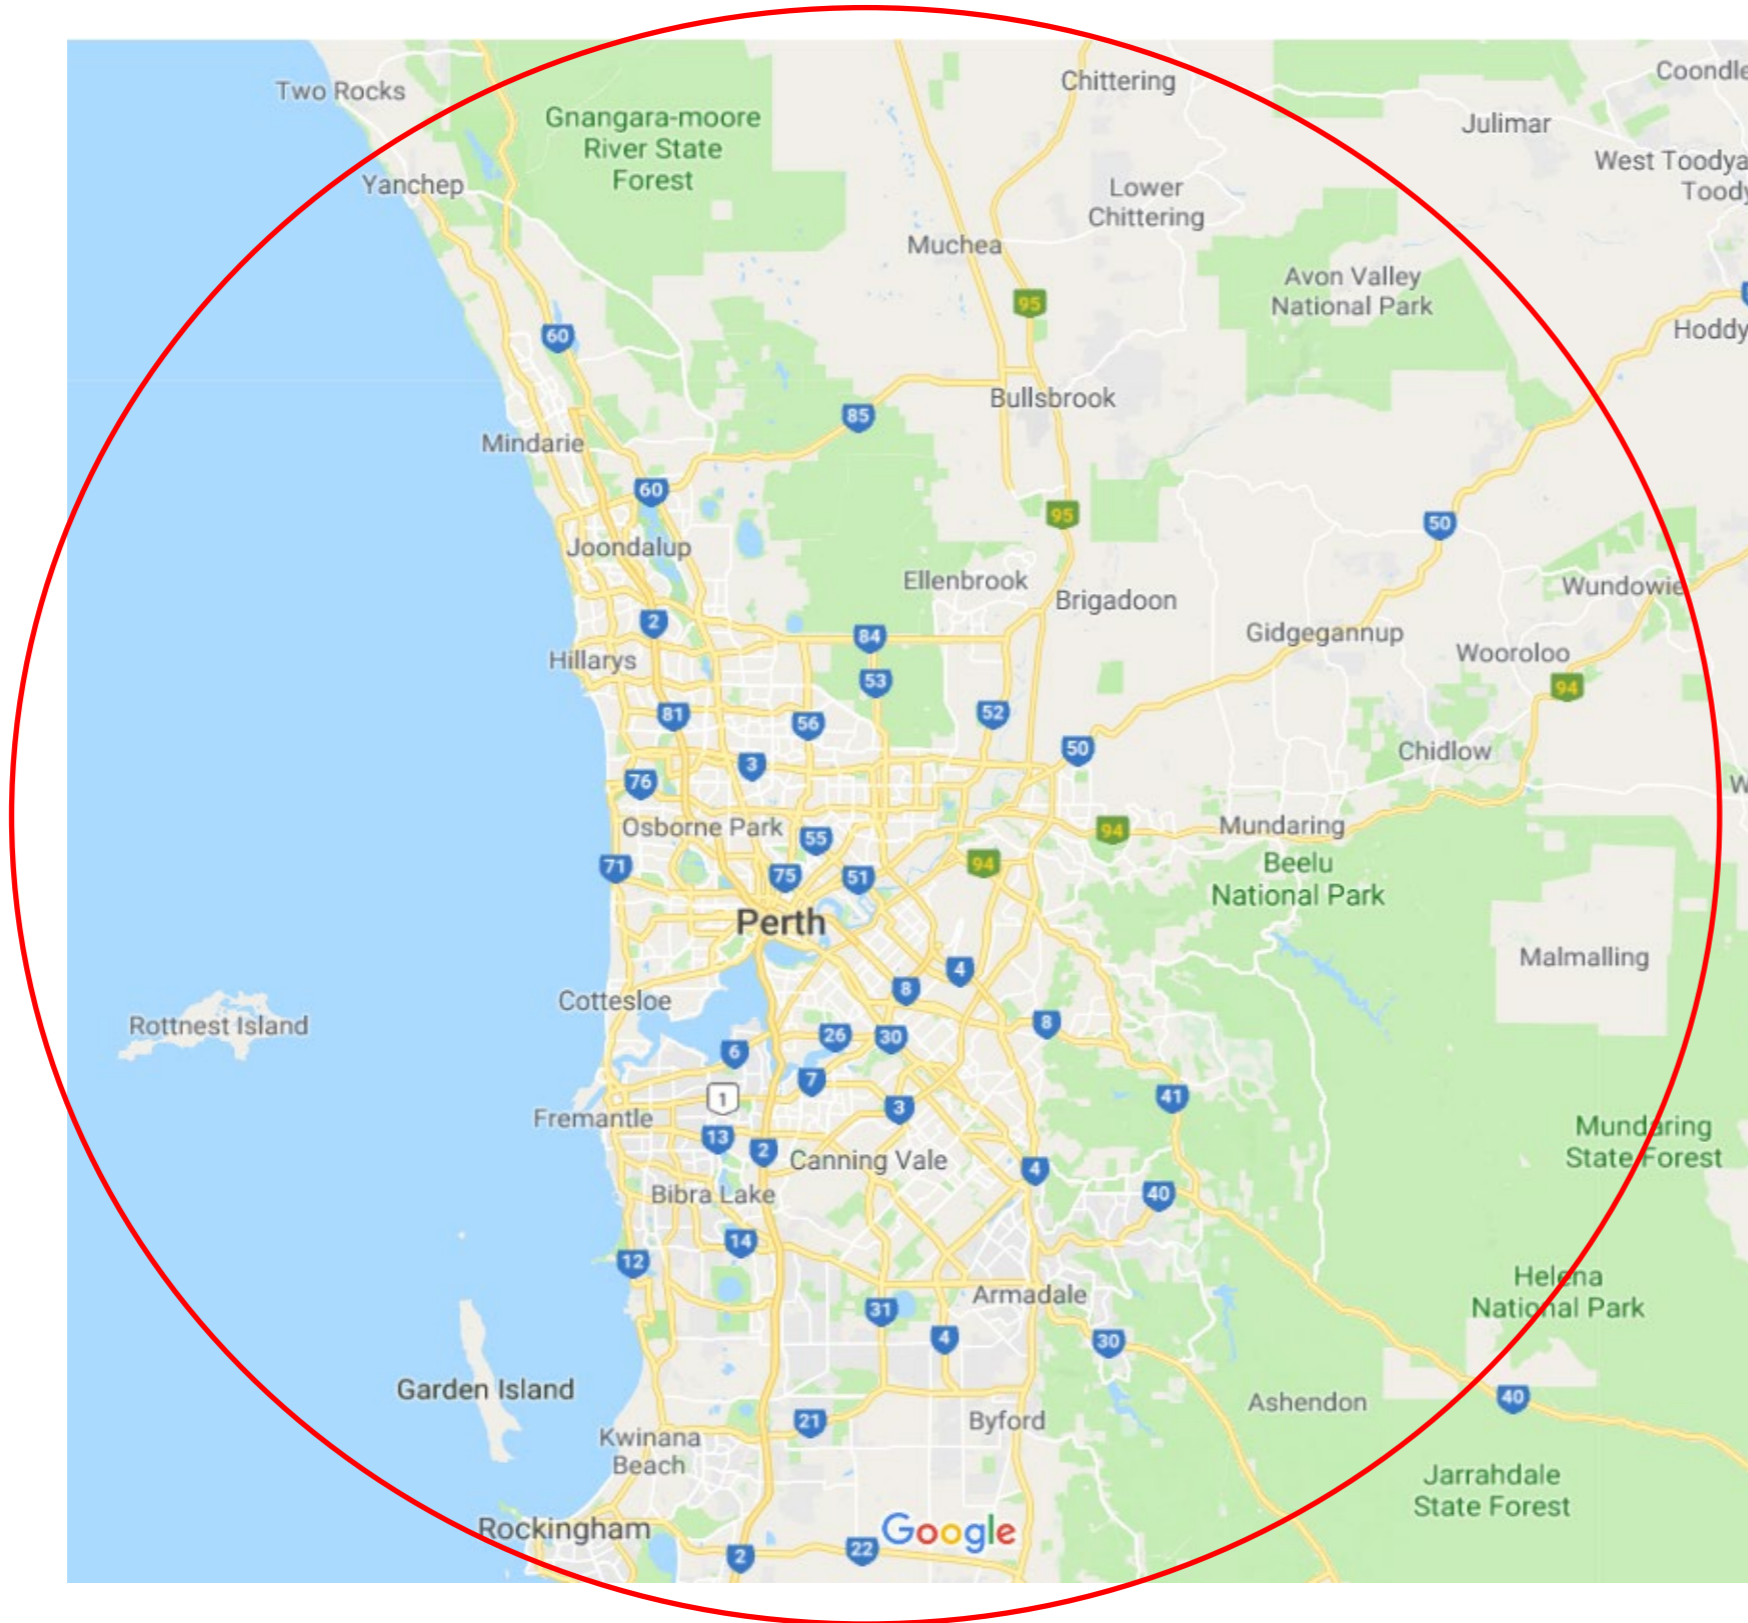 Coondle
Chittering
Two Rocks
Gnangara-moore
River State
Forest
Julimar
West Toodya
Toody
Yanchep
Lower
Chittering
Muchea
Avon Valley
National Park
95
Hoddy
60
Bullsbrook
85
Mindarie
60
95
50
Joondalup
Ellenbrook
Brigadoon
Wundowie
2
84
Gidgegannup
Wooroloo
Hillarys
53
94
81
56
52
50
Chidlow
3
76
W
Osborne Park
55
94
Mundaring
71
75
51
94
Beelu
National Park
Perth
Malmalling
4
8
Cottesloe
Rottnest Island
8
26
30
6
7
1
3
41
Fremantle
13
2
Mundaring
State Forest
Canning Vale
4
Bibra Lake
40
14
12
Helena
National Park
Armadale
31
4
30
Garden Island
Ashendon
40
21
Byford
Kwinana
Beach
Jarrahdale
State Forest
Rockingham
Google
2
22